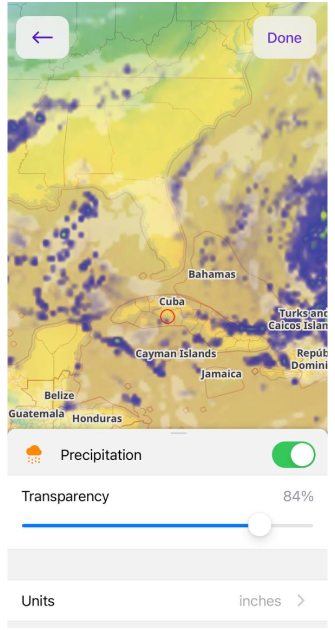 Done
Bahamas
Cuba
Turks and
Caicos Islan
Cayman Islands
Repúb
Domini
Jamaica
Belize
Guatemala
Honduras
Precipitation
Transparency 84%
Units inches